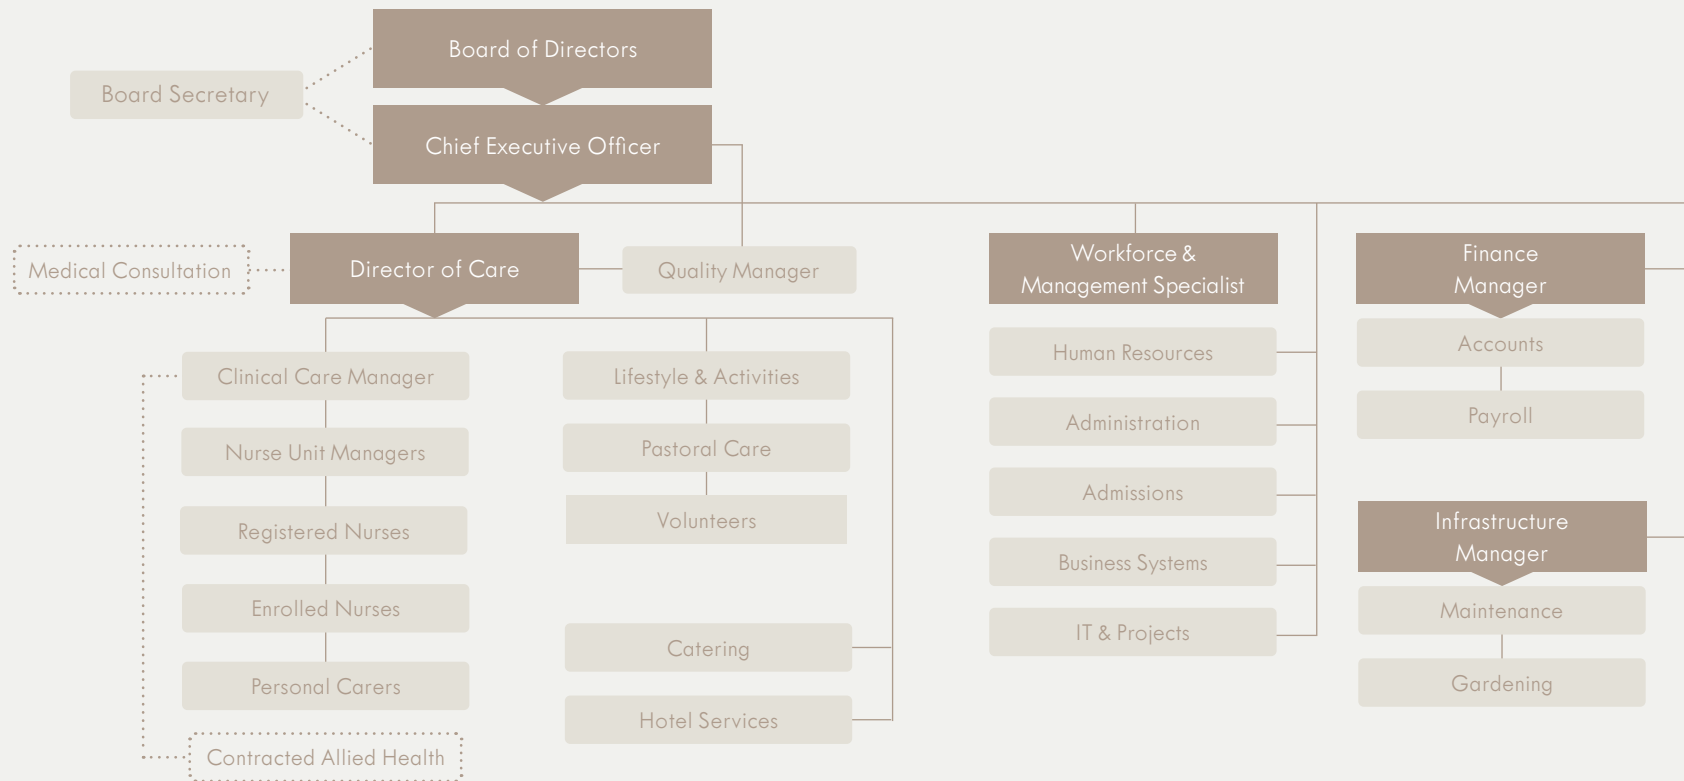 Board of Directors
Board Secretary
Chief Executive Officer
Medical Consultation
Director of Care
Quality Manager
Workforce &
Management Specialist
Finance
Manager
Clinical Care Manager
Nurse Unit Managers
Registered Nurses
Enrolled Nurses
Personal Carers
Contracted Allied Health
Lifestyle & Activities
Pastoral Care
Volunteers
Catering
Hotel Services
Human Resources
Administration
Admissions
Business Systems
IT & Projects
Accounts
Payroll
Infrastructure
Manager
Maintenance
Gardening